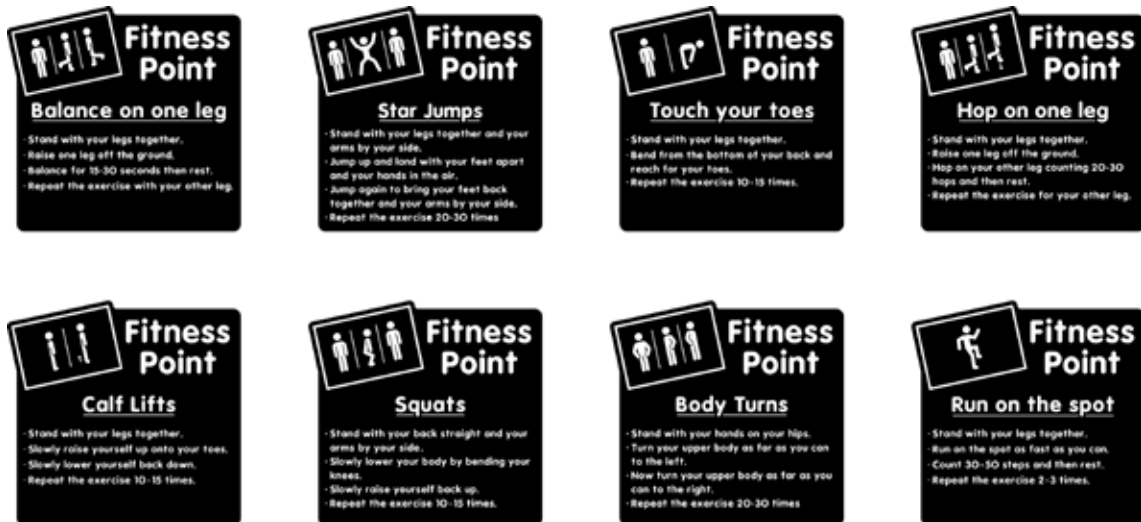 Fitness
Point
Balance on one leg
· Stand with your legs together.
· Raise one leg off the ground.
· Balance for 15-30 seconds then rest.
· Repeat the exercise with your other leg.
Fitness
Point
Star Jumps
· Stand with your legs together and your
arms by your side.
· Jump up and land with your feet apart
and your hands in the air.
· Jump again to bring your feet back
together and your arms by your side.
· Repeat the exercise 20-30 times
Fitness
Point
Touch your toes
· Stand with your legs together.
· Bend from the bottom of your back and
reach for your toes.
· Repeat the exercise 10-15 times.
Fitness
Point
Hop on one leg
· Stand with your legs together.
· Raise one leg off the ground.
· Hop on your other leg counting 20-30
hops and then rest.
· Repeat the exercise for your other leg.
Fitness
Point
Calf Lifts
· Stand with your legs together.
· Slowly raise yourself up onto your toes.
· Slowly lower yourself back down.
· Repeat the exercise 10-15 times.
Fitness
Point
Squats
· Stand with your back straight and your
arms by your side.
· Slowly lower your body by bending your
knees.
· Slowly raise yourself back up.
· Repeat the exercise 10-15 times.
Fitness
Point
Body Turns
· Stand with your hands on your hips.
· Turn your upper body as far as you can
to the left.
· Now turn your upper body as far as you
can to the right.
· Repeat the exercise 20-30 times
Fitness
Point
Run on the spot
· Stand with your legs together.
· Run on the spot as fast as you can.
· Count 30-50 steps and then rest.
· Repeat the exercise 2-3 times.